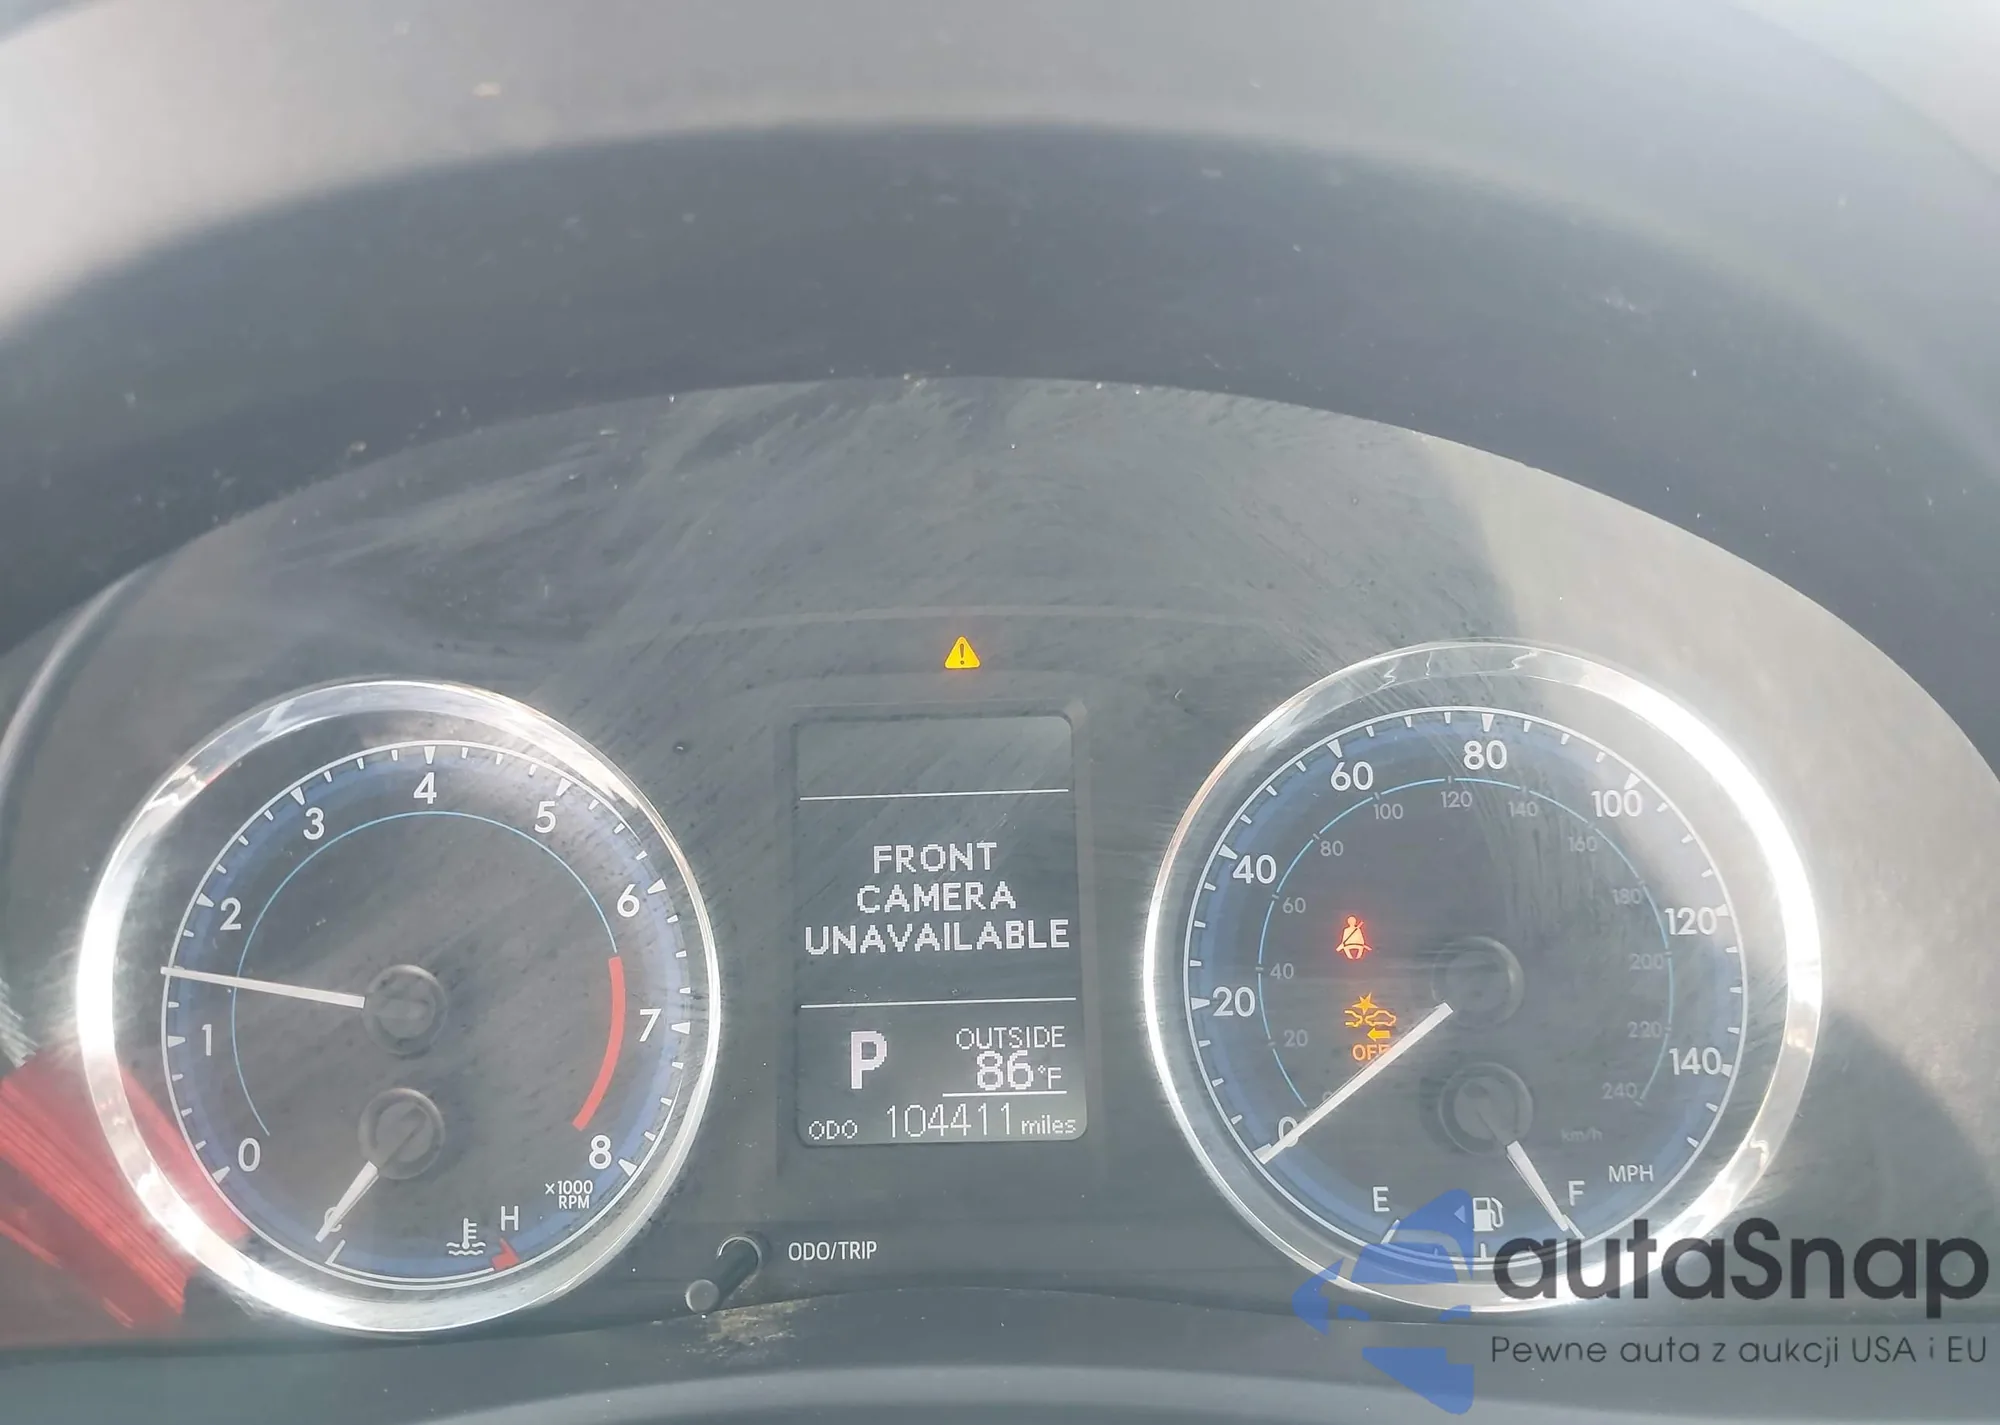 FRONT
CAMERA
UNAVAILABLE
P
OUTSIDE
86°F
ODO 104411 miles
0
1
2
3
4
5
6
7
8
x1000
RPM
H
ODO/TRIP
0
20
40
60
80
100
120
140
20
40
60
80
100
120
140
160
180
200
220
240
km/h
MPH
OFF
E
F
autaSnap
Pewne auta z aukcji USA i EU